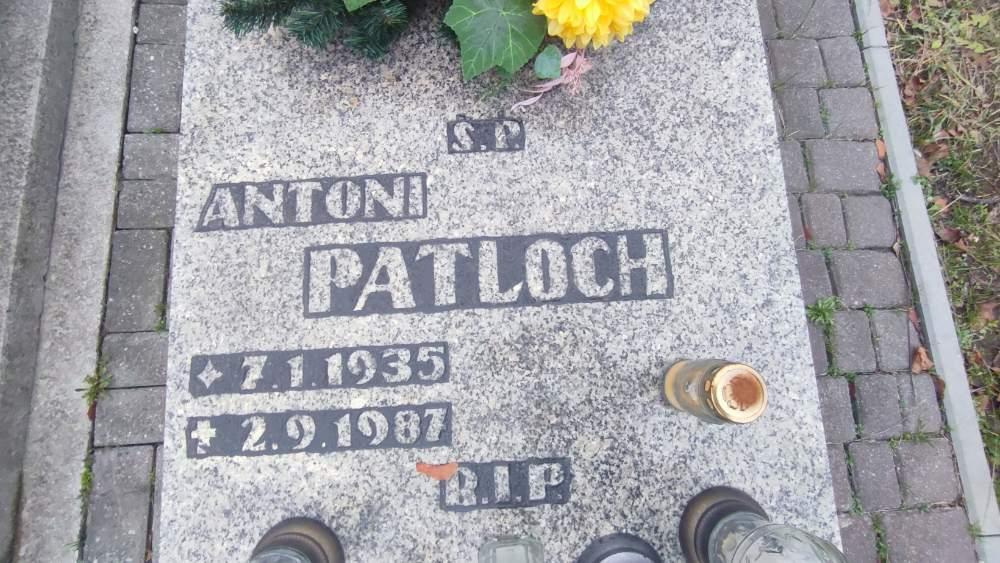 Ś.P.
ANTONI
PATLOCH
7.1.1935
2.9.1987
R.I.P.